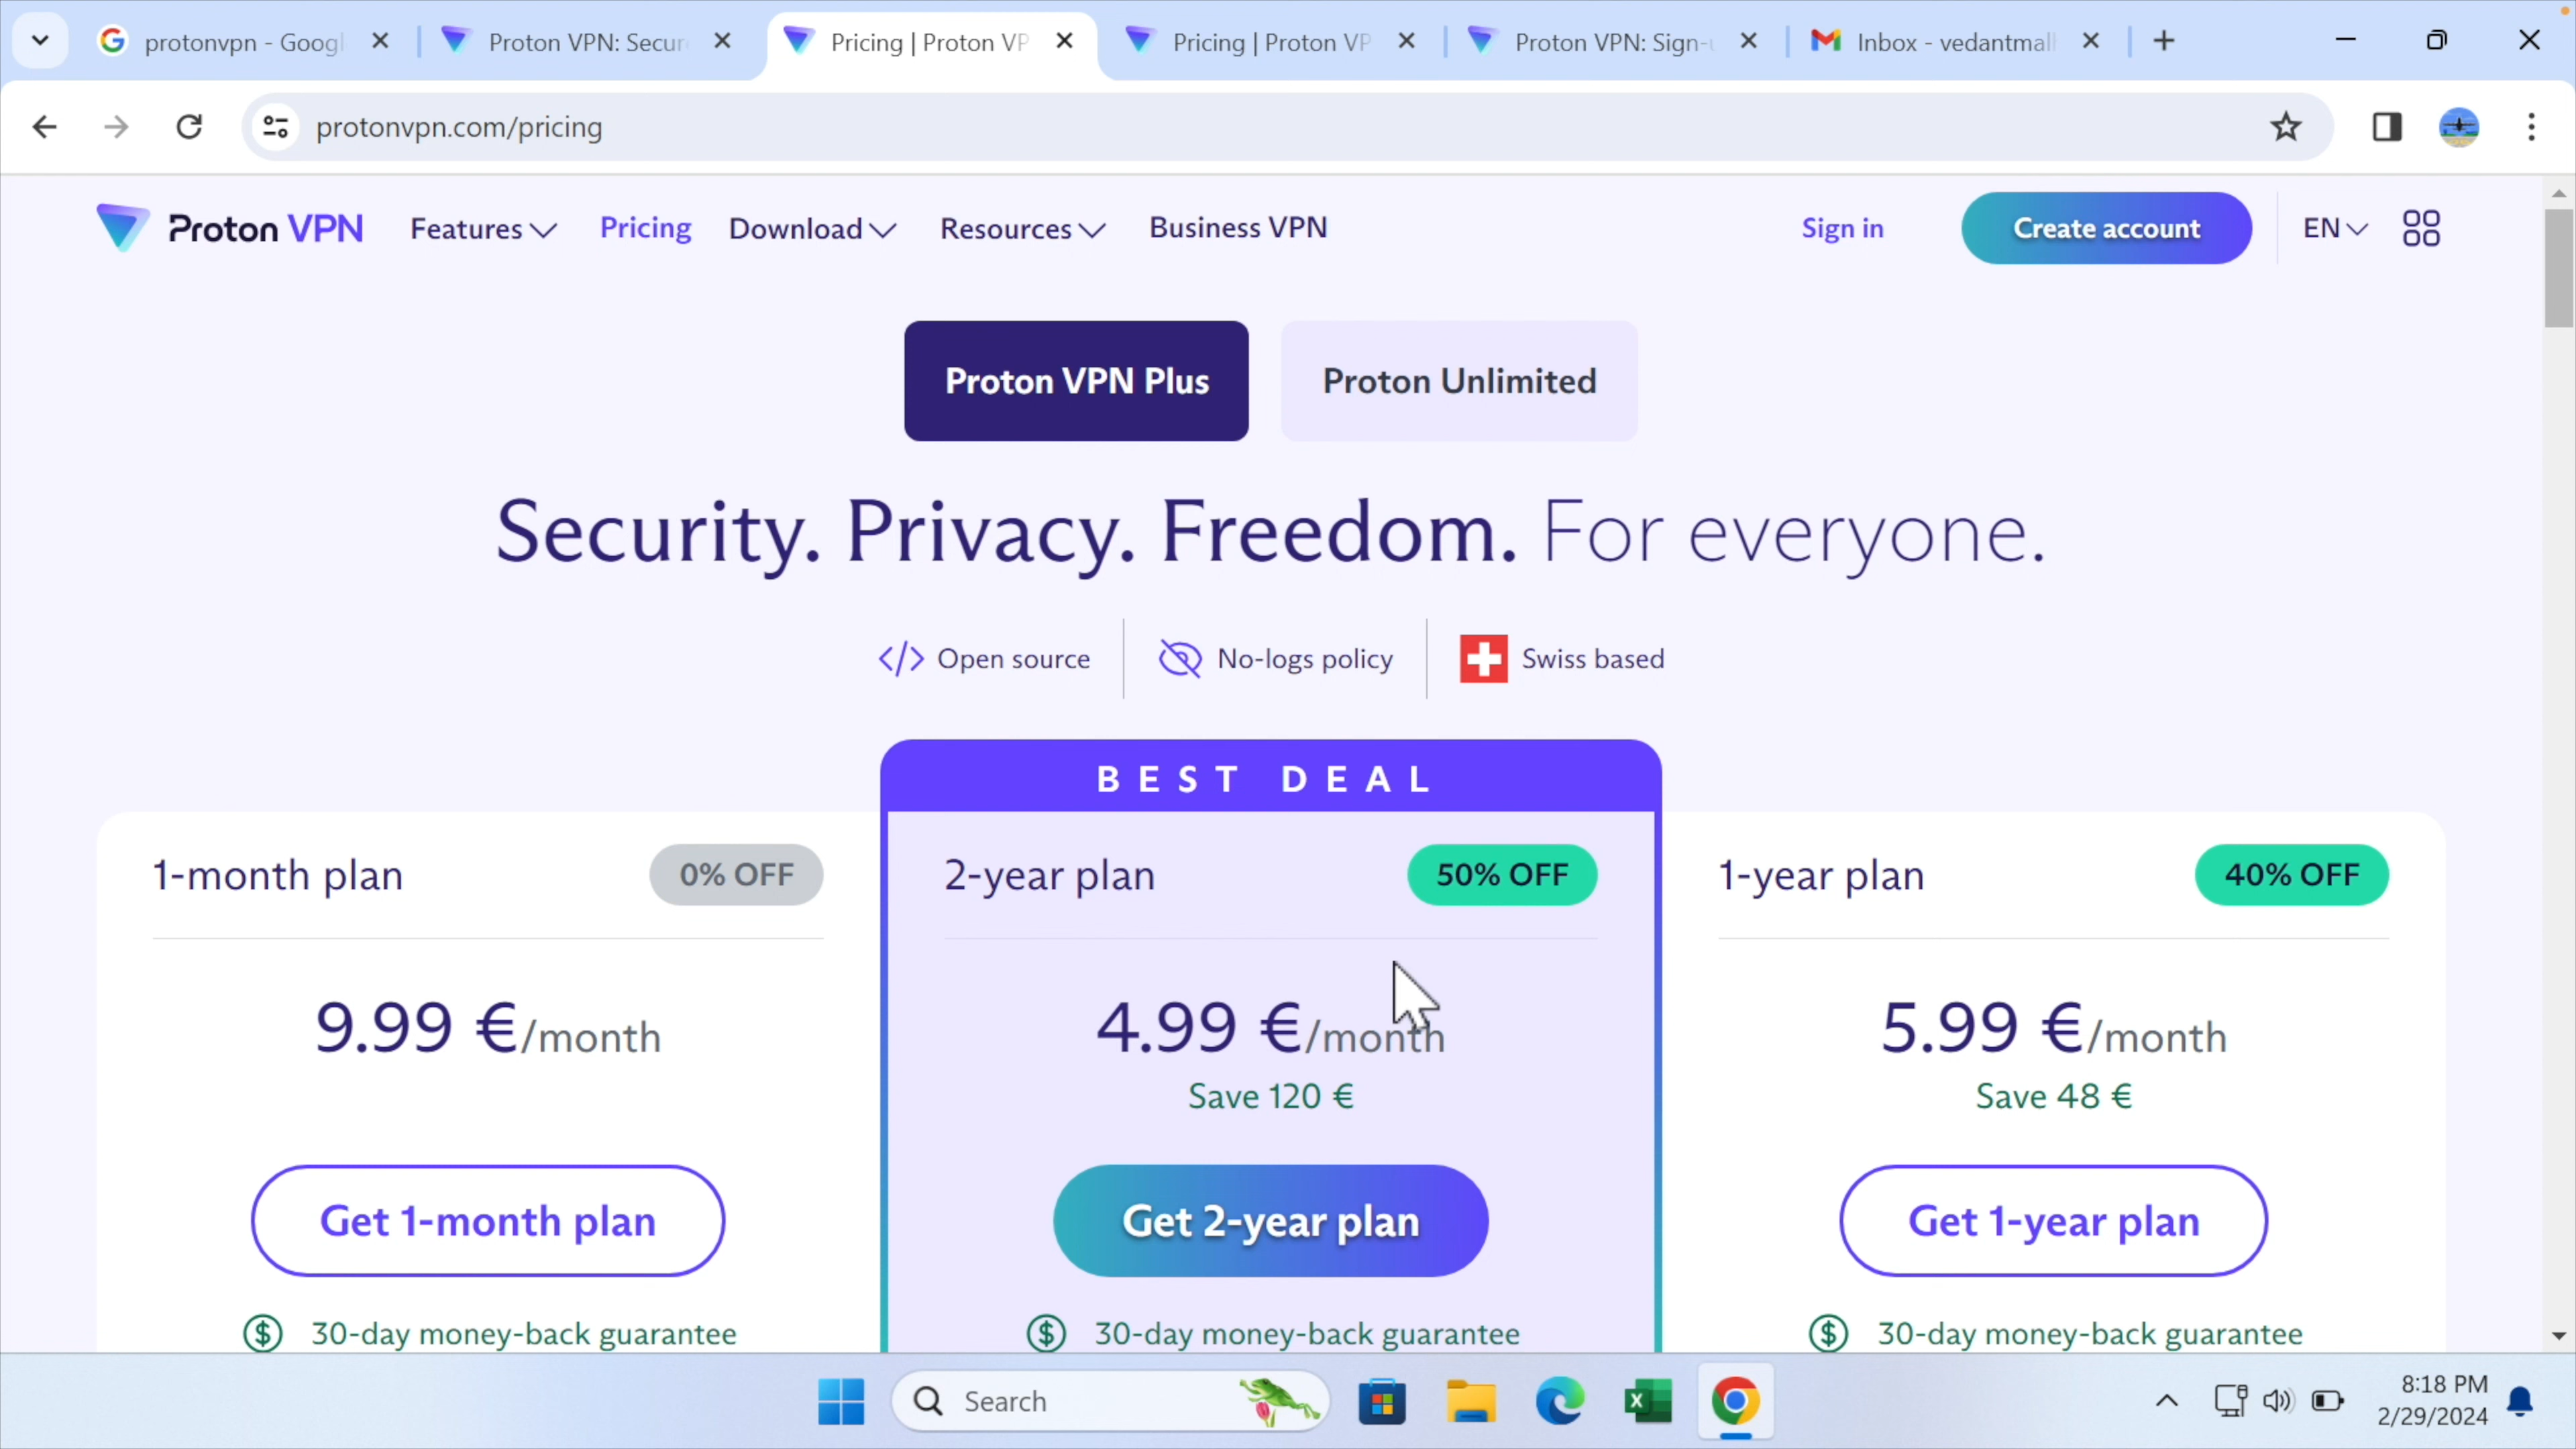 protonvpn - Googl
Proton VPN: Secur
Pricing | Proton VP
Pricing | Proton VP
Proton VPN: Sign-u
Inbox - vedantmall
protonvpn.com/pricing
Proton VPN
Features
Pricing
Download
Resources
Business VPN
Sign in
Create account
EN
Proton VPN Plus
Proton Unlimited
Security. Privacy. Freedom. For everyone.
Open source
No-logs policy
Swiss based
BEST DEAL
1-month plan
0% OFF
9.99 €/month
Get 1-month plan
30-day money-back guarantee
2-year plan
50% OFF
4.99 €/month
Save 120 €
Get 2-year plan
30-day money-back guarantee
1-year plan
40% OFF
5.99 €/month
Save 48 €
Get 1-year plan
30-day money-back guarantee
Search
8:18 PM
2/29/2024